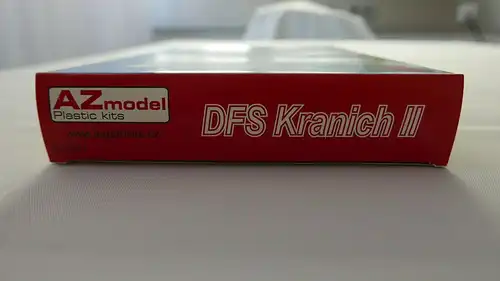 AZmodel
Plastic kits
DFS Kranich II